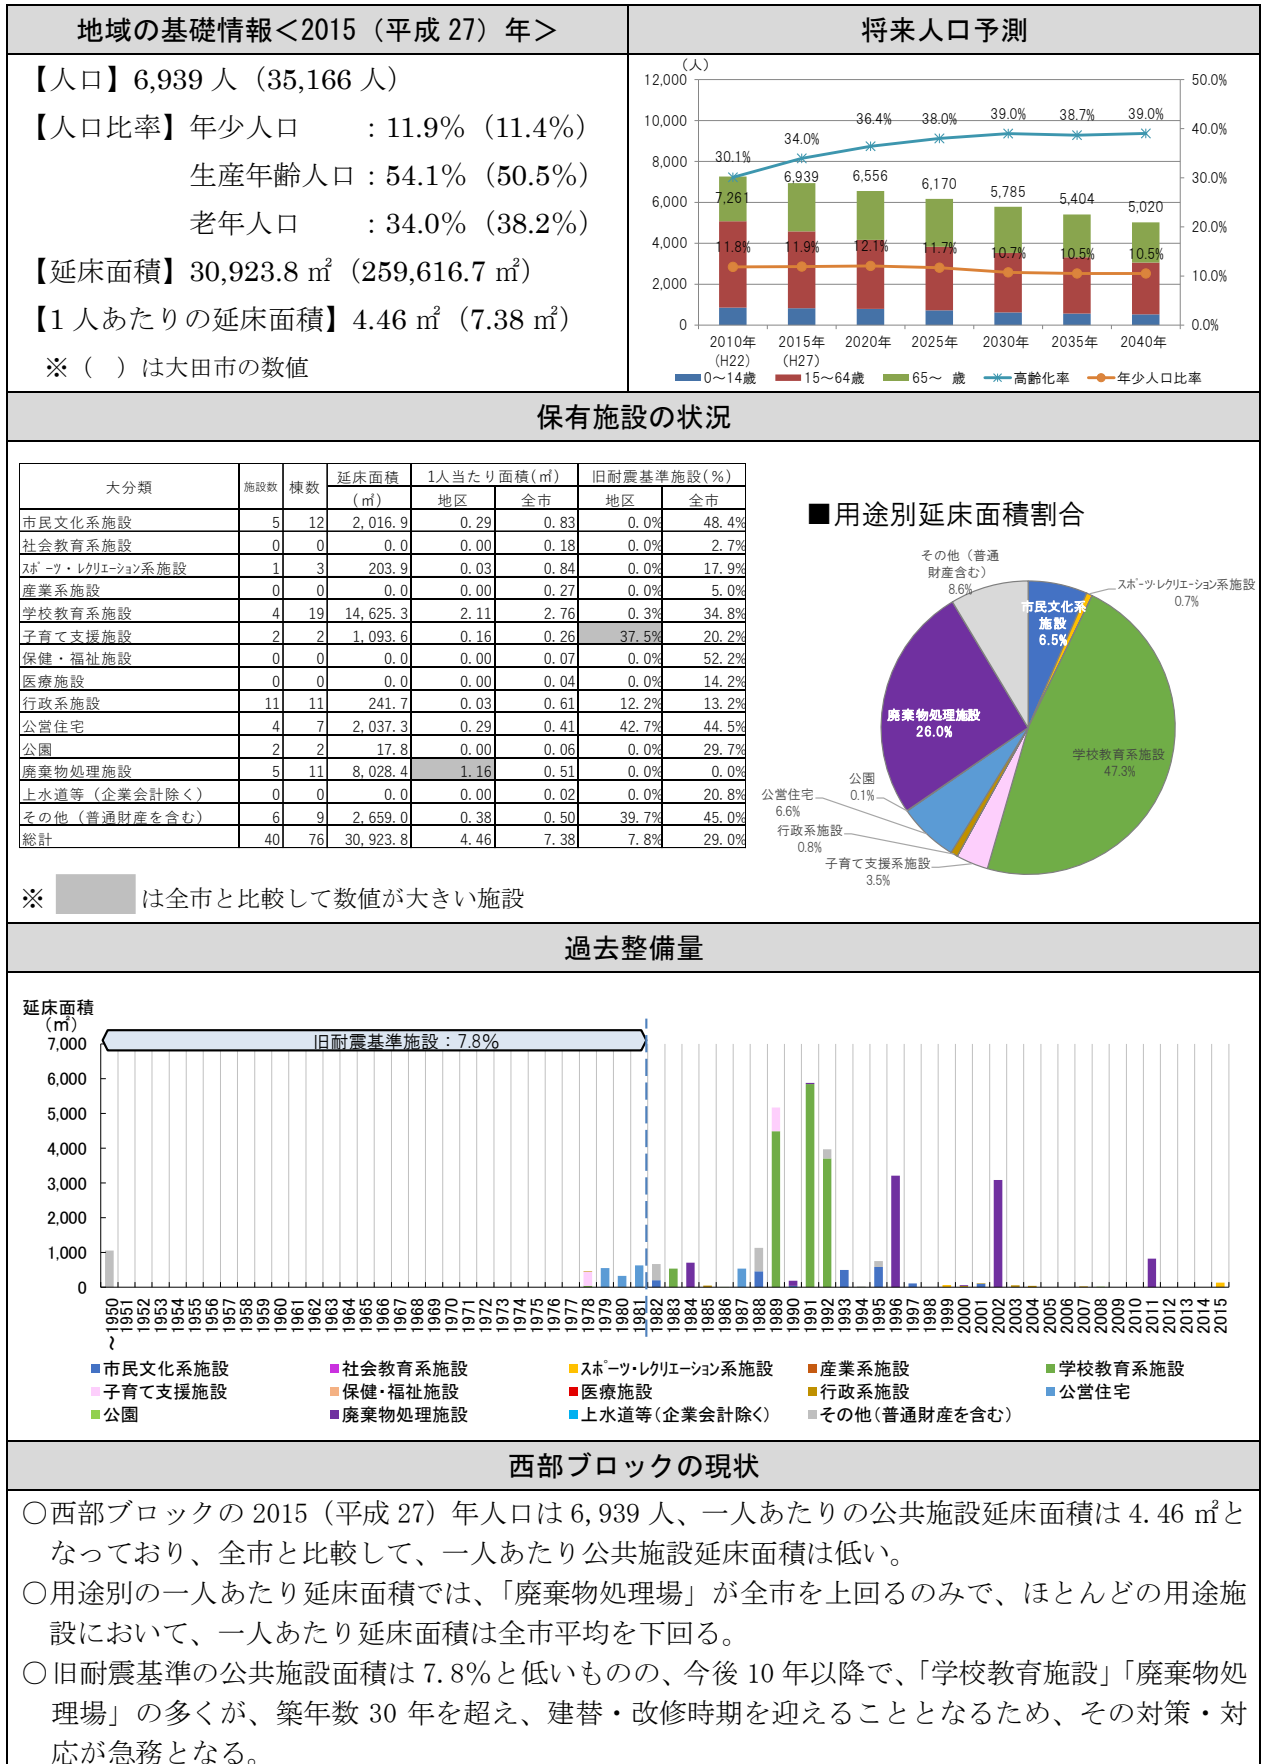 地域の基礎情報＜2015（平成 27）年＞
【人口】6,939 人（35,166 人）
【人口比率】年少人口　　：11.9%（11.4%）
生産年齢人口：54.1%（50.5%）
老年人口　　：34.0%（38.2%）
【延床面積】30,923.8 ㎡（259,616.7 ㎡）
【1 人あたりの延床面積】4.46 ㎡（7.38 ㎡）
※（　）は大田市の数値
将来人口予測
（人）
12,000
10,000
8,000
6,000
4,000
2,000
0
50.0%
40.0%
30.0%
20.0%
10.0%
0.0%
30.1% 34.0% 36.4% 38.0% 39.0% 38.7% 39.0%
7,261 6,939 6,556 6,170 5,785 5,404 5,020
11.8% 11.9% 12.1% 11.7% 10.7% 10.5% 10.5%
2010年 2015年 2020年 2025年 2030年 2035年 2040年
(H22) (H27)
0～14歳 15～64歳 65～ 歳 高齢化率 年少人口比率
保有施設の状況
大分類 施設数 棟数 延床面積 1人当たり面積(㎡) 旧耐震基準施設(%)
(㎡) 地区 全市 地区 全市
市民文化系施設 5 12 2,016.9 0.29 0.83 0.0% 48.4%
社会教育系施設 0 0 0.0 0.00 0.18 0.0% 2.7%
ｽﾎﾟｰﾂ・ﾚｸﾘｴｰｼｮﾝ系施設 1 3 203.9 0.03 0.84 0.0% 17.9%
産業系施設 0 0 0.0 0.00 0.27 0.0% 5.0%
学校教育系施設 4 19 14,625.3 2.11 2.76 0.3% 34.8%
子育て支援施設 2 2 1,093.6 0.16 0.26 37.5% 20.2%
保健・福祉施設 0 0 0.0 0.00 0.07 0.0% 52.2%
医療施設 0 0 0.0 0.00 0.04 0.0% 14.2%
行政系施設 11 11 241.7 0.03 0.61 12.2% 13.2%
公営住宅 4 7 2,037.3 0.29 0.41 42.7% 44.5%
公園 2 2 17.8 0.00 0.06 0.0% 29.7%
廃棄物処理施設 5 11 8,028.4 1.16 0.51 0.0% 0.0%
上水道等（企業会計除く） 0 0 0.0 0.00 0.02 0.0% 20.8%
その他（普通財産を含む） 6 9 2,659.0 0.38 0.50 39.7% 45.0%
総計 40 76 30,923.8 4.46 7.38 7.8% 29.0%
※　は全市と比較して数値が大きい施設
■用途別延床面積割合
その他（普通
財産含む）
8.6%
市民文化系
施設
6.5%
ｽﾎﾟｰﾂ･ﾚｸﾘｴｰｼｮﾝ系施設
0.7%
廃棄物処理施設
26.0%
学校教育系施設
47.3%
公園
0.1%
公営住宅
6.6%
行政系施設
0.8%
子育て支援系施設
3.5%
過去整備量
延床面積
(㎡)
旧耐震基準施設：7.8%
7,000
6,000
5,000
4,000
3,000
2,000
1,000
0
～1950 1951 1952 1953 1954 1955 1956 1957 1958 1959 1960 1961 1962 1963 1964 1965 1966 1967 1968 1969 1970 1971 1972 1973 1974 1975 1976 1977 1978 1979 1980 1981 1982 1983 1984 1985 1986 1987 1988 1989 1990 1991 1992 1993 1994 1995 1996 1997 1998 1999 2000 2001 2002 2003 2004 2005 2006 2007 2008 2009 2010 2011 2012 2013 2014 2015
■市民文化系施設 ■社会教育系施設 ■ｽﾎﾟｰﾂ･ﾚｸﾘｴｰｼｮﾝ系施設 ■産業系施設 ■学校教育系施設
■子育て支援施設 ■保健・福祉施設 ■医療施設 ■行政系施設 ■公営住宅
■公園 ■廃棄物処理施設 ■上水道等(企業会計除く) ■その他(普通財産を含む)
西部ブロックの現状
○西部ブロックの 2015（平成 27）年人口は 6,939 人、一人あたりの公共施設延床面積は 4.46 ㎡と
なっており、全市と比較して、一人あたり公共施設延床面積は低い。
○用途別の一人あたり延床面積では、「廃棄物処理場」が全市を上回るのみで、ほとんどの用途施
設において、一人あたり延床面積は全市平均を下回る。
○旧耐震基準の公共施設面積は 7.8%と低いものの、今後 10 年以降で、「学校教育施設」「廃棄物処
理場」の多くが、築年数 30 年を超え、建替・改修時期を迎えることとなるため、その対策・対
応が急務となる。